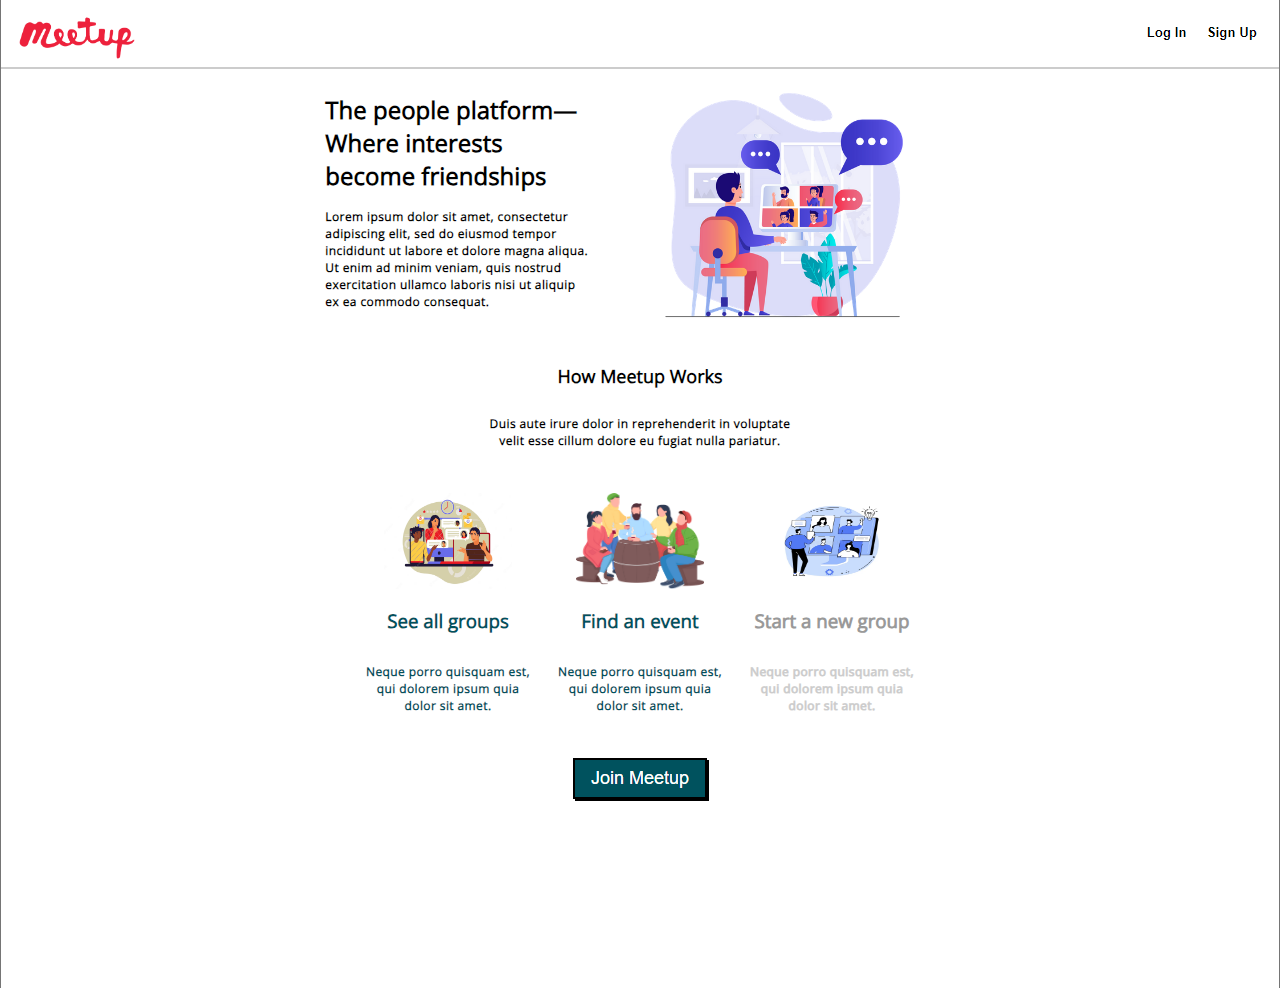 meetup
Log In
Sign Up
The people platform—
Where interests
become friendships
Lorem ipsum dolor sit amet, consectetur
adipiscing elit, sed do eiusmod tempor
incididunt ut labore et dolore magna aliqua.
Ut enim ad minim veniam, quis nostrud
exercitation ullamco laboris nisi ut aliquip
ex ea commodo consequat.
How Meetup Works
Duis aute irure dolor in reprehenderit in voluptate
velit esse cillum dolore eu fugiat nulla pariatur.
See all groups
Neque porro quisquam est,
qui dolorem ipsum quia
dolor sit amet.
Find an event
Neque porro quisquam est,
qui dolorem ipsum quia
dolor sit amet.
Start a new group
Neque porro quisquam est,
qui dolorem ipsum quia
dolor sit amet.
Join Meetup